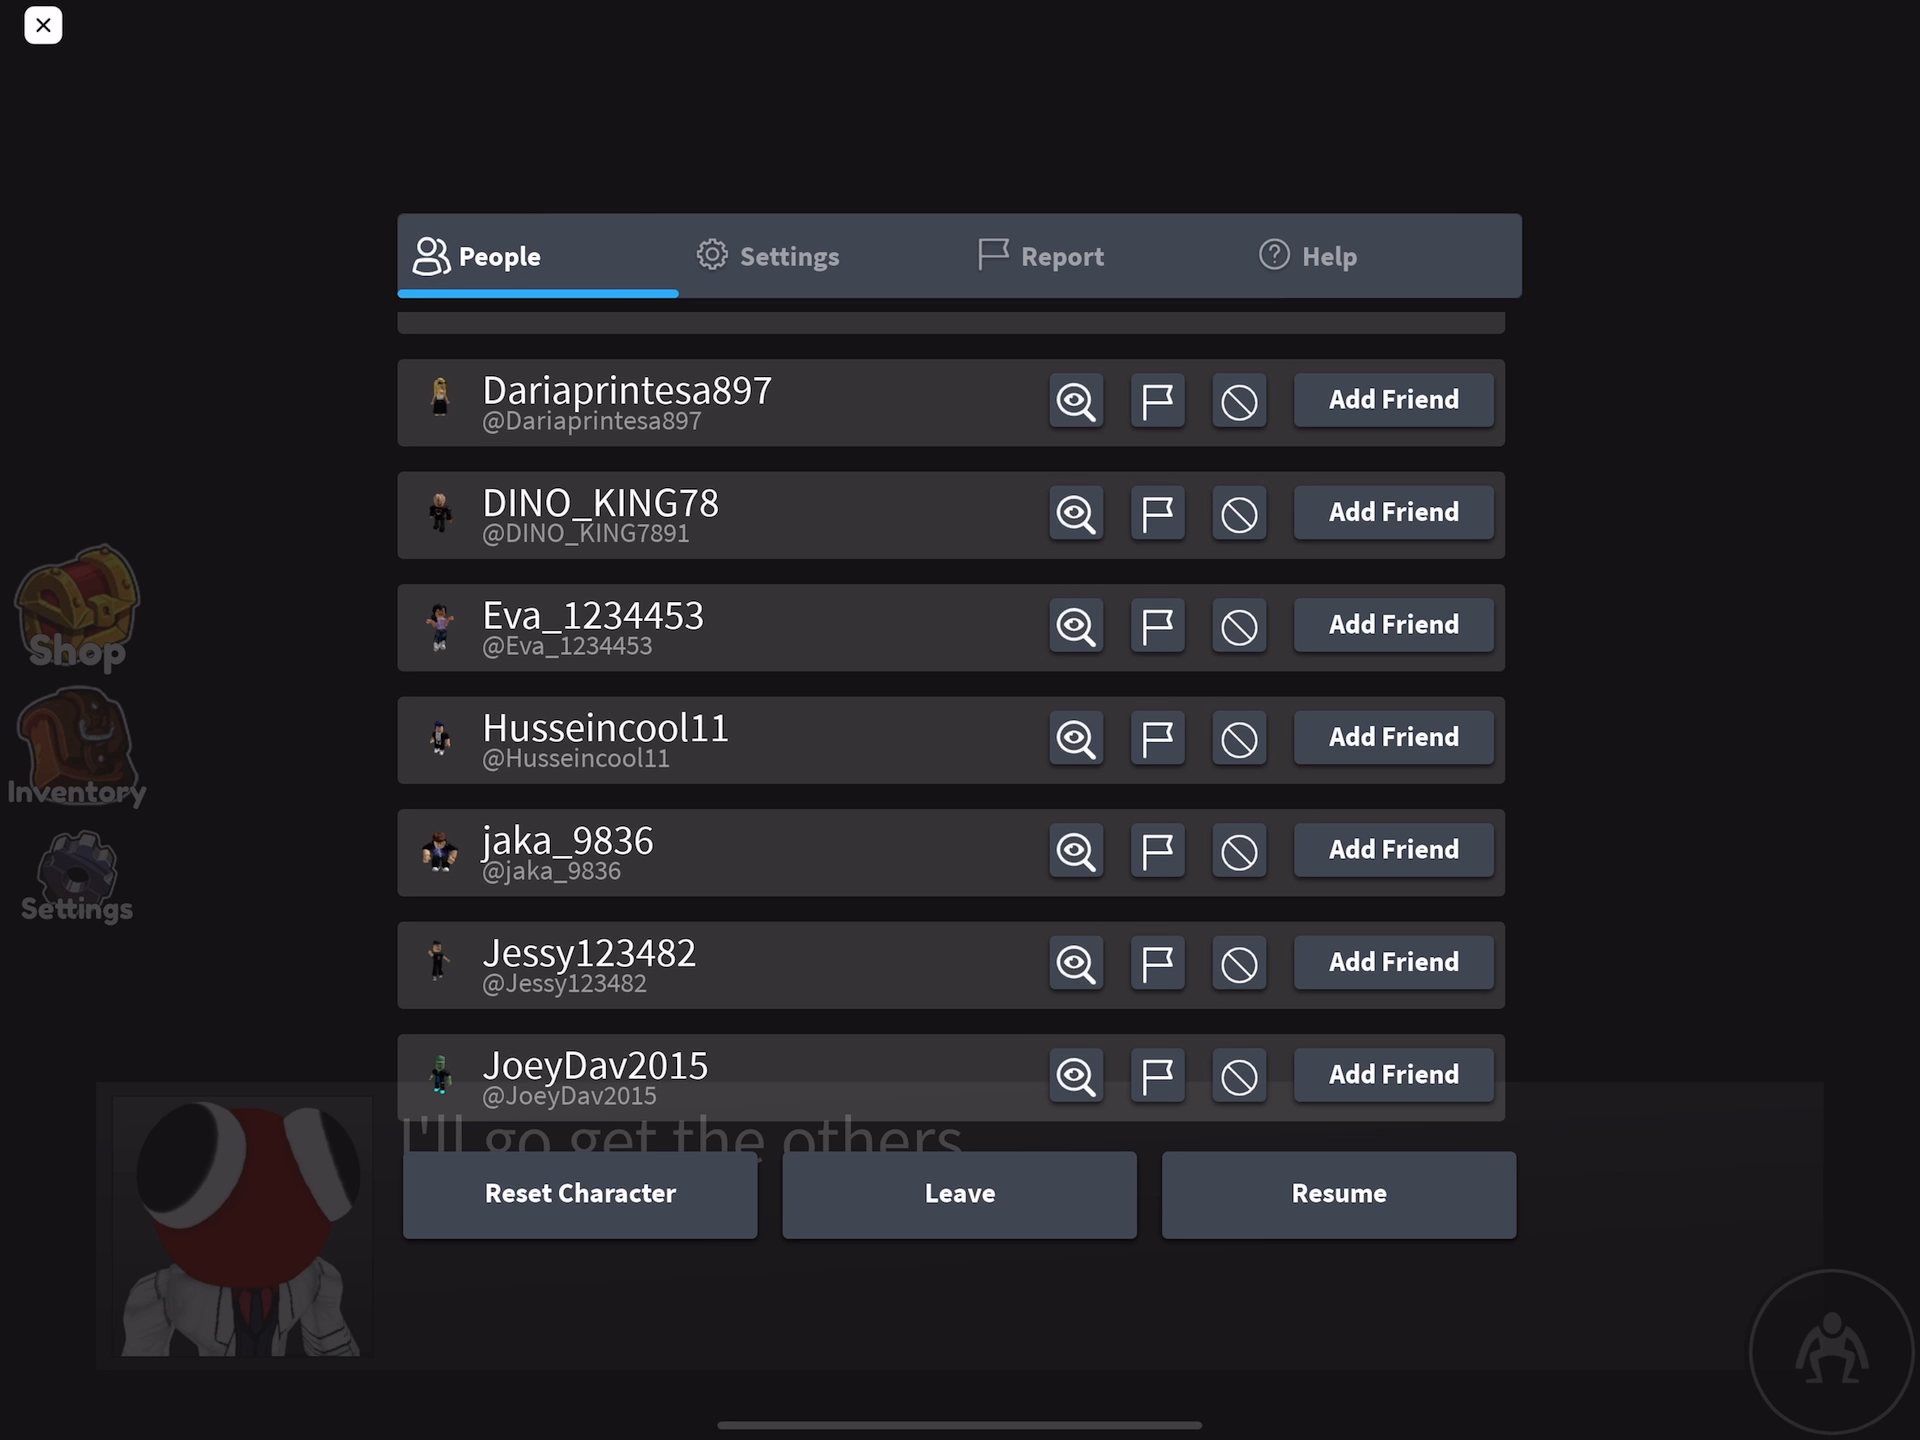 People
Settings
Report
Help
Dariaprintesa897
@Dariaprintesa897
Add Friend
DINO_KING78
@DINO_KING7891
Add Friend
Eva_1234453
@Eva_1234453
Add Friend
Shop
Husseincool11
@Husseincool11
Add Friend
Inventory
jaka_9836
@jaka_9836
Add Friend
Settings
Jessy123482
@Jessy123482
Add Friend
JoeyDav2015
@JoeyDav2015
Add Friend
I'll go get the others
Reset Character
Leave
Resume